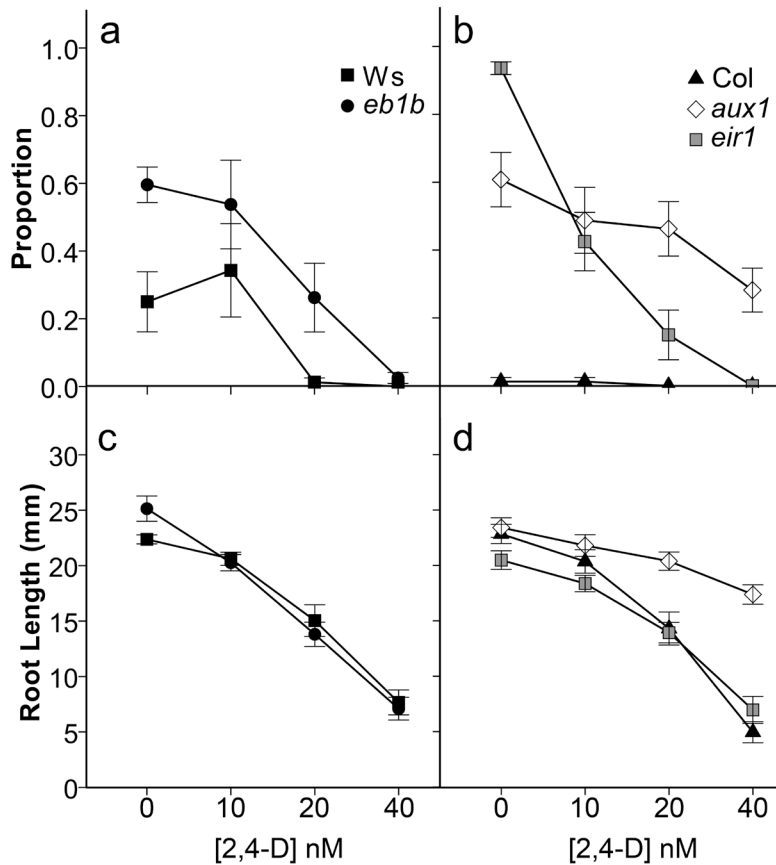 a
b
Ws
eb1b
Col
aux1
eir1
Proportion
1.0
0.8
0.6
0.4
0.2
0.0
c
d
Root Length (mm)
30
25
20
15
10
5
0
0 10 20 40
0 10 20 40
[2,4-D] nM
[2,4-D] nM